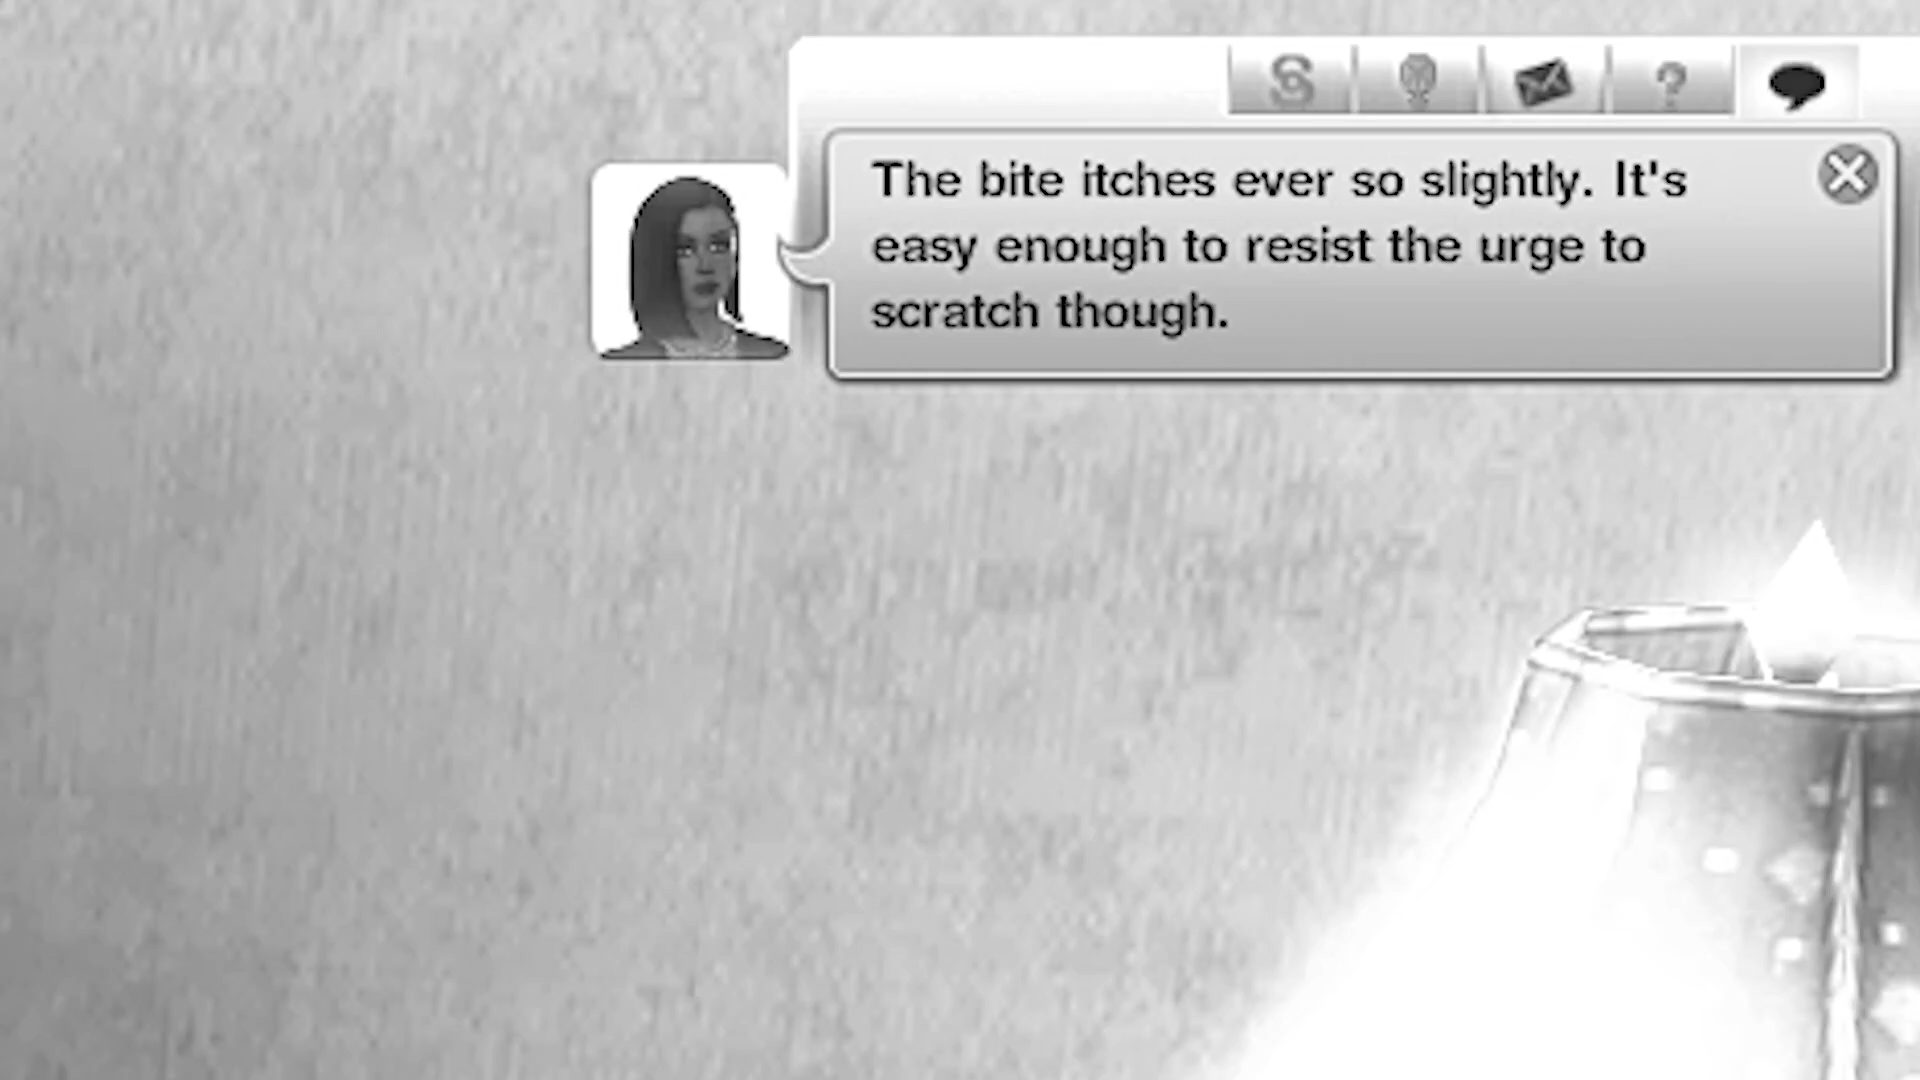 The bite itches ever so slightly. It's
easy enough to resist the urge to
scratch though.